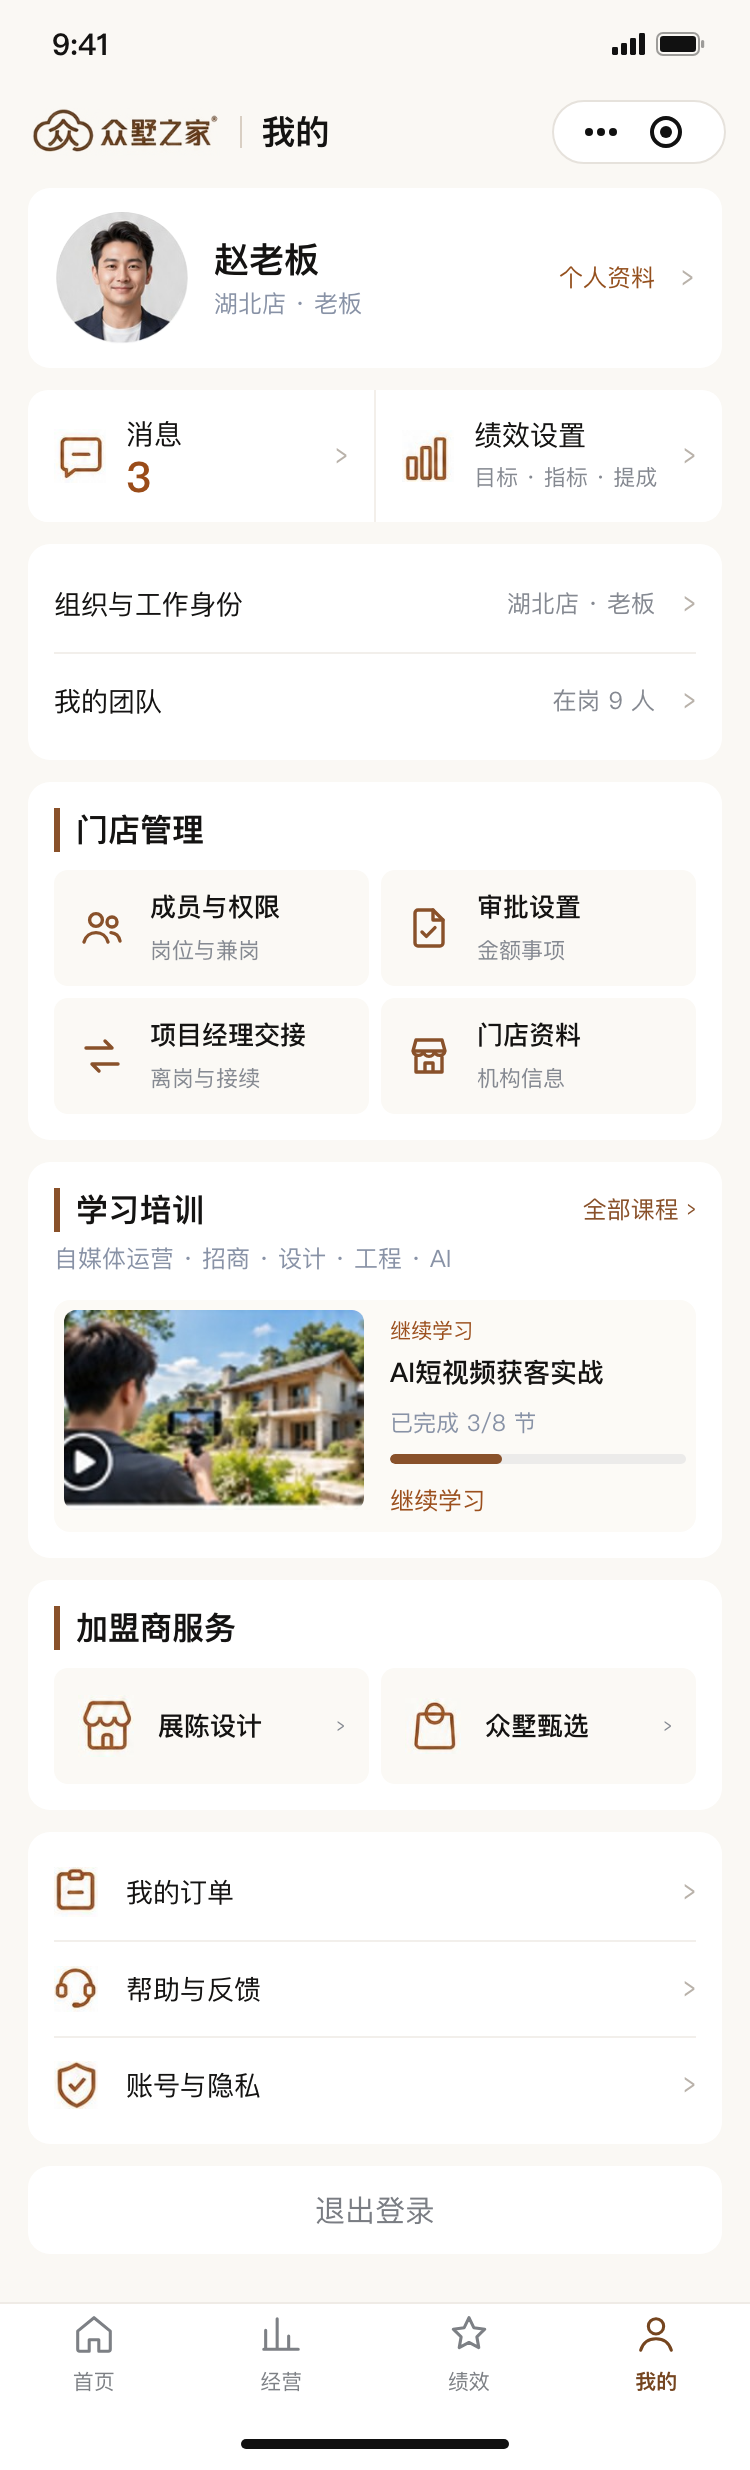 9:41
众墅之家® 我的
赵老板
湖北店 · 老板
个人资料
消息
3
绩效设置
目标 · 指标 · 提成
组织与工作身份
湖北店 · 老板
我的团队
在岗 9 人
门店管理
成员与权限
岗位与兼岗
审批设置
金额事项
项目经理交接
离岗与接续
门店资料
机构信息
学习培训
全部课程
自媒体运营 · 招商 · 设计 · 工程 · AI
继续学习
AI短视频获客实战
已完成 3/8 节
继续学习
加盟商服务
展陈设计
众墅甄选
我的订单
帮助与反馈
账号与隐私
退出登录
首页
经营
绩效
我的